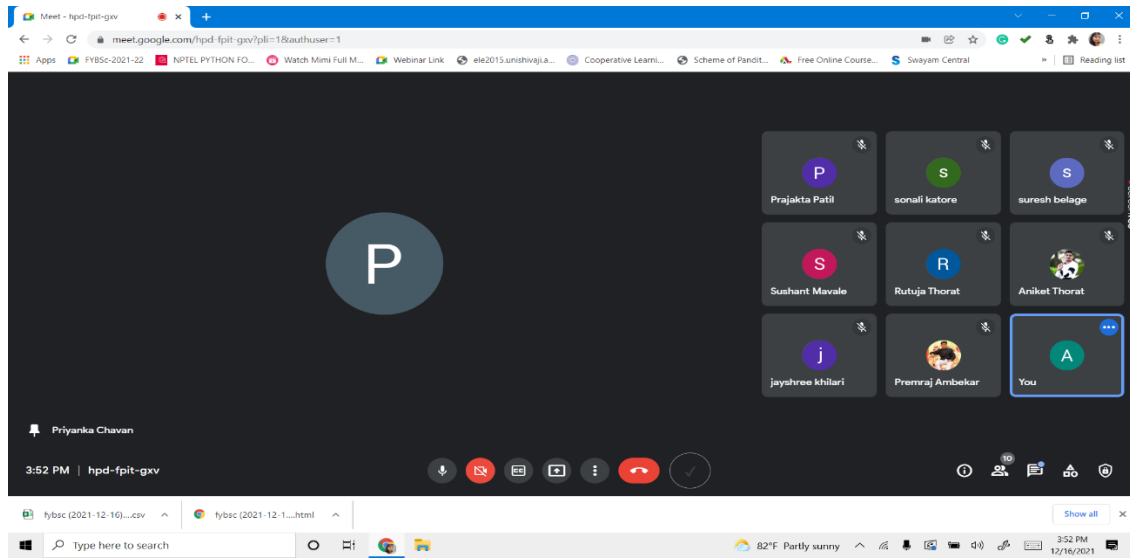 Meet - hpd-fpit-gxv
meet.google.com/hpd-fpit-gxv?pli=1&authuser=1
Apps FYBSc-2021-22 NPTEL PYTHON FO... Watch Mimi Full M... Webinar Link ele2015.unishivaji.a... Cooperative Learni... Scheme of Pandit... Free Online Course... Swayam Central » Reading list
P S s
Prajakta Patil sonali katore suresh belage
P
S R
Sushant Mavale Rutuja Thorat Aniket Thorat
j A
jayshree khilari Premraj Ambekar You
Priyanka Chavan
3:52 PM | hpd-fpit-gxv CC 10
fybsc (2021-12-16)....csv fybsc (2021-12-1....html Show all
Type here to search 82°F Partly sunny 3:52 PM
12/16/2021